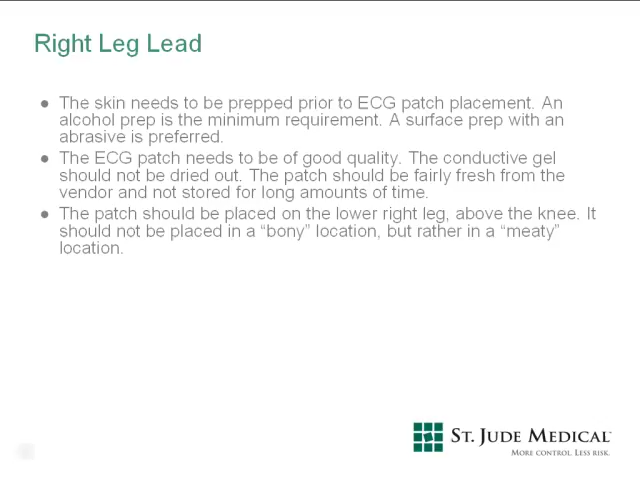 Right Leg Lead
● The skin needs to be prepped prior to ECG patch placement. An
alcohol prep is the minimum requirement. A surface prep with an
abrasive is preferred.
● The ECG patch needs to be of good quality. The conductive gel
should not be dried out. The patch should be fairly fresh from the
vendor and not stored for long amounts of time.
● The patch should be placed on the lower right leg, above the knee. It
should not be placed in a “bony” location, but rather in a “meaty”
location.
ST. JUDE MEDICAL™
MORE CONTROL. LESS RISK.